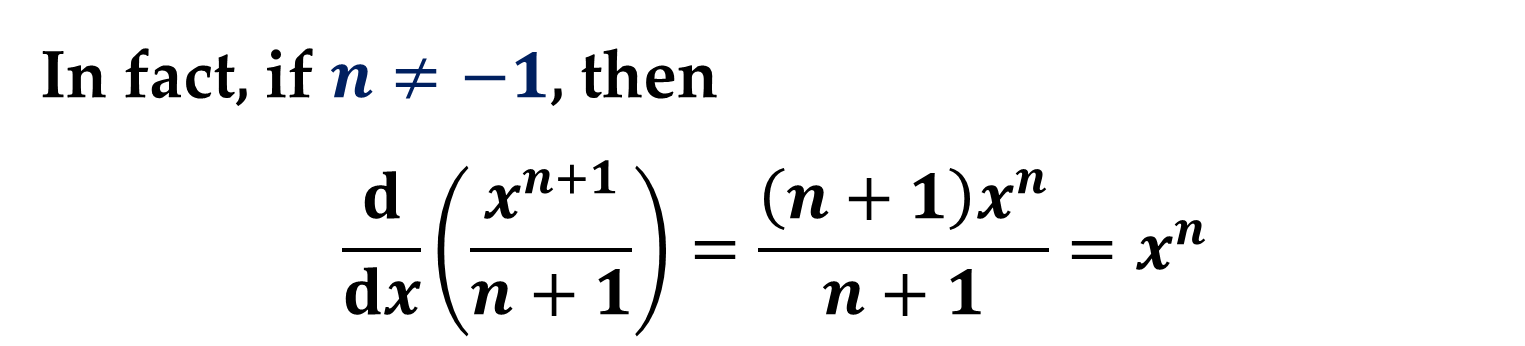 In fact, if n ≠ −1, then
d/dx (x^{n+1}/(n + 1)) = (n + 1)x^n/(n + 1) = x^n